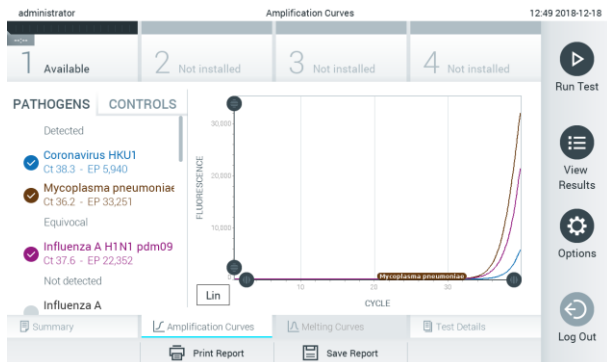 administrator
Amplification Curves
12:49 2018-12-18
--:--
1 Available
2 Not installed
3 Not installed
4 Not installed
Run Test
View
Results
Options
Log Out
PATHOGENS CONTROLS
Detected
Coronavirus HKU1
Ct 38.3 - EP 5,940
Mycoplasma pneumoniae
Ct 36.2 - EP 33,251
Equivocal
Influenza A H1N1 pdm09
Ct 37.6 - EP 22,352
Not detected
Influenza A
FLUORESCENCE
30,000
20,000
10,000
0
Mycoplasma pneumoniae
10 20 30
CYCLE
Lin
Summary
Amplification Curves
Melting Curves
Test Details
Print Report
Save Report